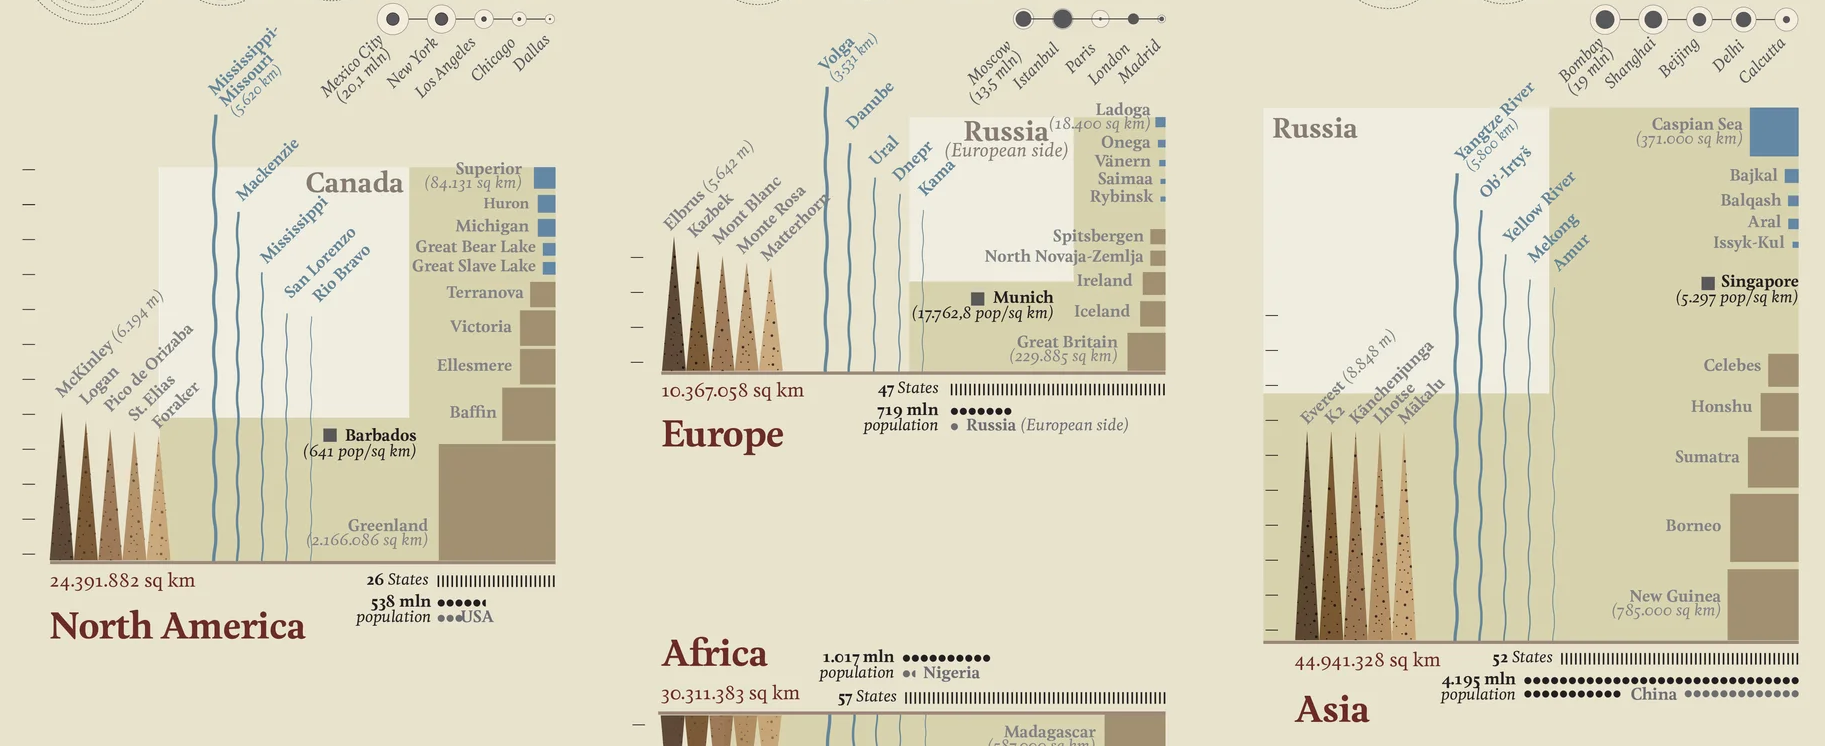 Mexico City
(20,1 mln)
New York
Los Angeles
Chicago
Dallas
Mississippi-
Missouri
(5.620 km)
Mackenzie
Mississippi
San Lorenzo
Rio Bravo
Canada
Superior
(84.131 sq km)
Huron
Michigan
Great Bear Lake
Great Slave Lake
Terranova
Victoria
Ellesmere
Baffin
Greenland
(2.166.086 sq km)
McKinley (6.194 m)
Logan
Pico de Orizaba
St. Elias
Foraker
Barbados
(641 pop/sq km)
24.391.882 sq km
26 States
538 mln
population
USA
North America
Moscow
(13,5 mln)
Istanbul
Paris
London
Madrid
Volga
(3.531 km)
Danube
Ural
Dnepr
Kama
Russia
(European side)
Ladoga
(18.400 sq km)
Onega
Vänern
Saimaa
Rybinsk
Spitsbergen
North Novaja-Zemlja
Ireland
Iceland
Great Britain
(229.885 sq km)
Elbrus (5.642 m)
Kazbek
Mont Blanc
Monte Rosa
Matterhorn
Munich
(17.762,8 pop/sq km)
10.367.058 sq km
47 States
719 mln
population
Russia (European side)
Europe
Africa
1.017 mln
population
Nigeria
30.311.383 sq km
57 States
Madagascar
(587.000 sq km)
Bombay
(19 mln)
Shanghai
Beijing
Delhi
Calcutta
Russia
Yangtze River
(5.800 km)
Ob'-Irtyš
Yellow River
Mekong
Amur
Caspian Sea
(371.000 sq km)
Bajkal
Balqash
Aral
Issyk-Kul
Singapore
(5.297 pop/sq km)
Celebes
Honshu
Sumatra
Borneo
New Guinea
(785.000 sq km)
Everest (8.848 m)
K2
Känchenjunga
Lhotse
Mäkalu
44.941.328 sq km
52 States
4.195 mln
population
China
Asia